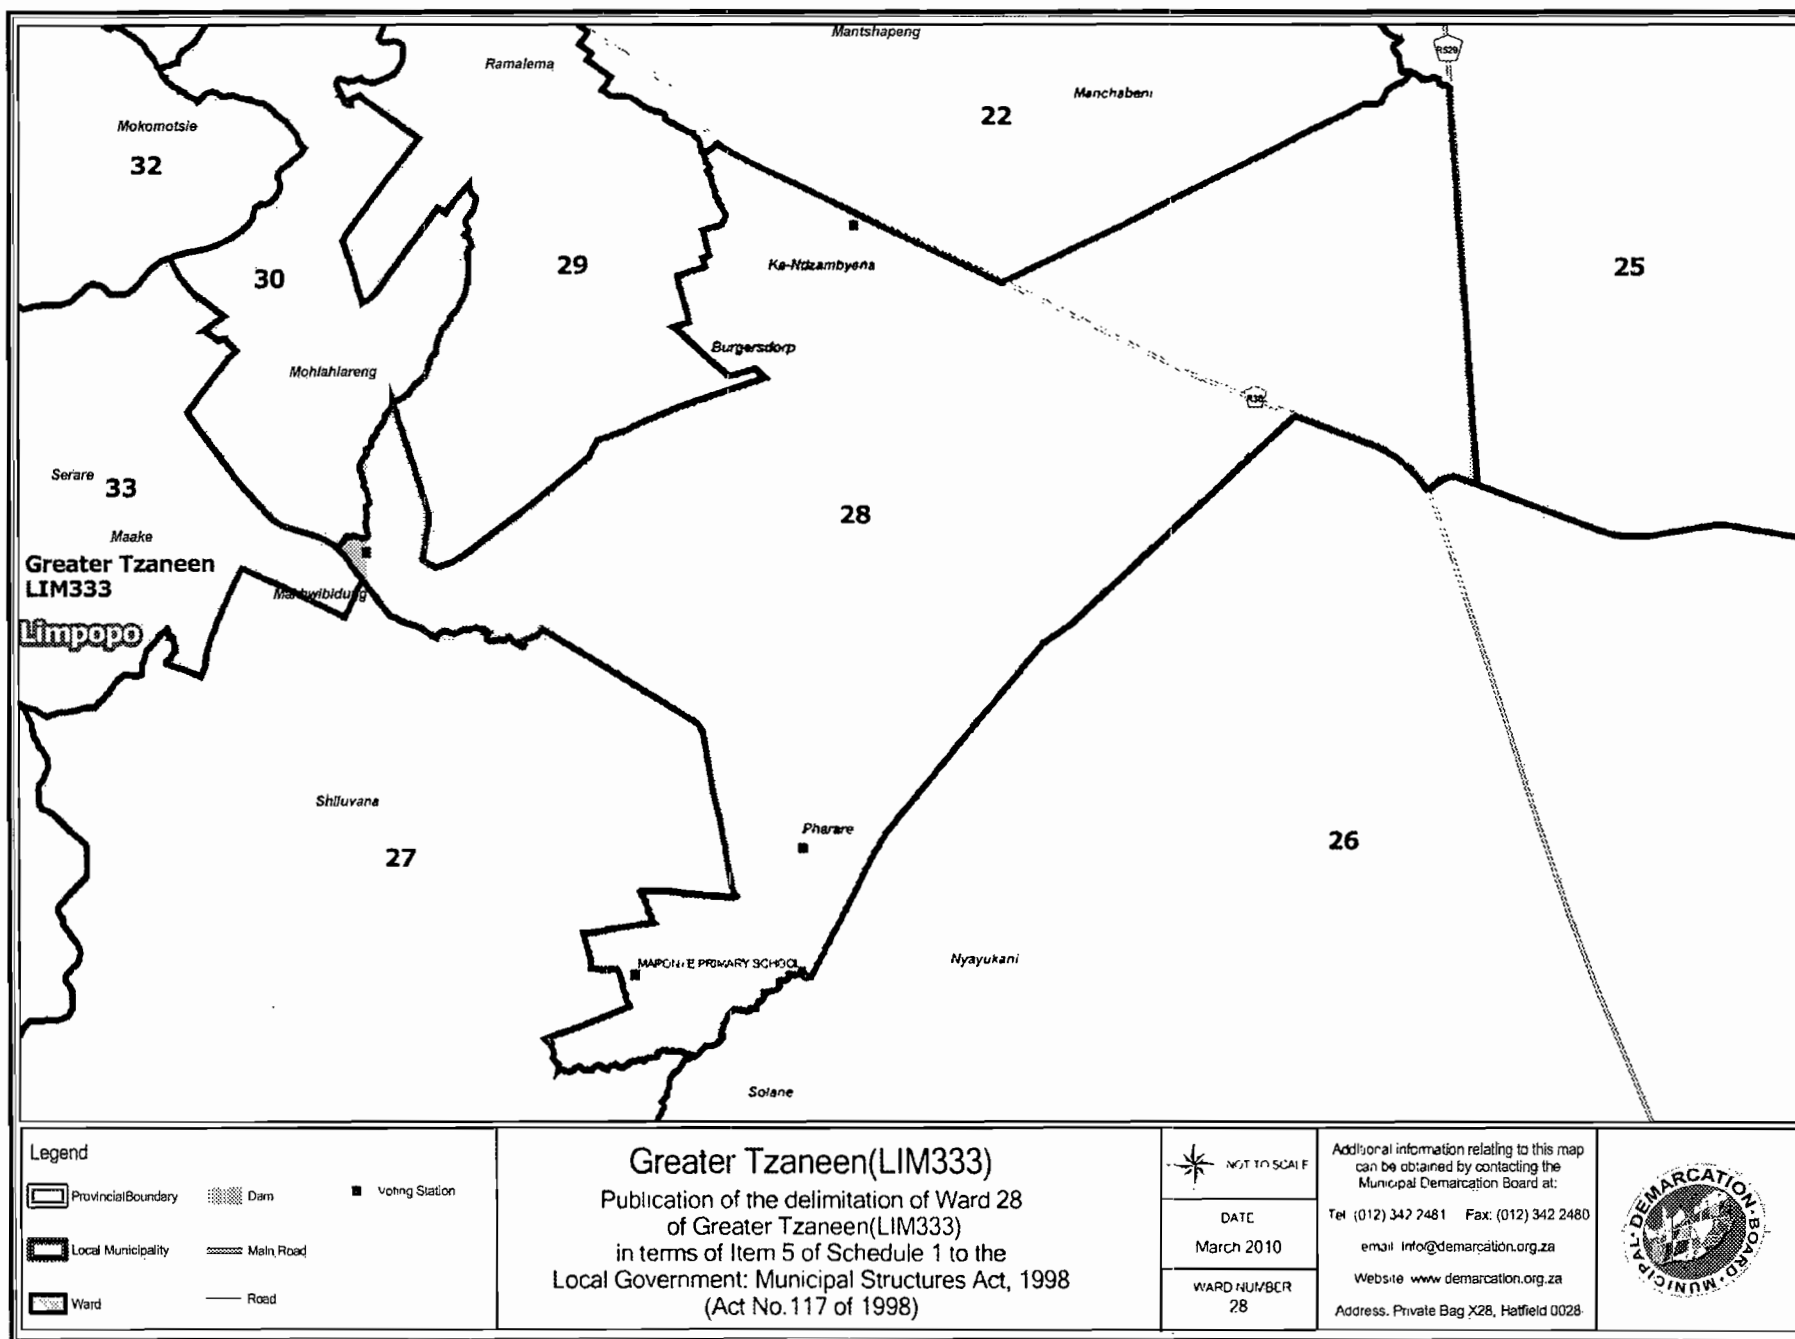 Mantshapeng
R529
Ramalema
Manchabeni
22
Mokomotsie
32
25
29
30
Ka-Ndzambyena
Burgersdorp
Mohlahlareng
R36
Serare
33
28
Maake
Greater Tzaneen
LIM333
Limpopo
Shiluvana
27
Pharare
26
MAPONYE PRIMARY SCHOOL
Nyayukani
Solane
Legend
Provincial Boundary
Dam
Voting Station
Local Municipality
Main Road
Ward
Road
Greater Tzaneen(LIM333)
Publication of the delimitation of Ward 28
of Greater Tzaneen(LIM333)
in terms of Item 5 of Schedule 1 to the
Local Government: Municipal Structures Act, 1998
(Act No.117 of 1998)
NOT TO SCALE
DATE
March 2010
WARD NUMBER
28
Additional information relating to this map
can be obtained by contacting the
Municipal Demarcation Board at:
Tel (012) 342 2481 Fax: (012) 342 2480
email info@demarcation.org.za
Website www demarcation.org.za
Address. Private Bag X28, Hatfield 0028
MUNICIPAL · DEMARCATION · BOARD